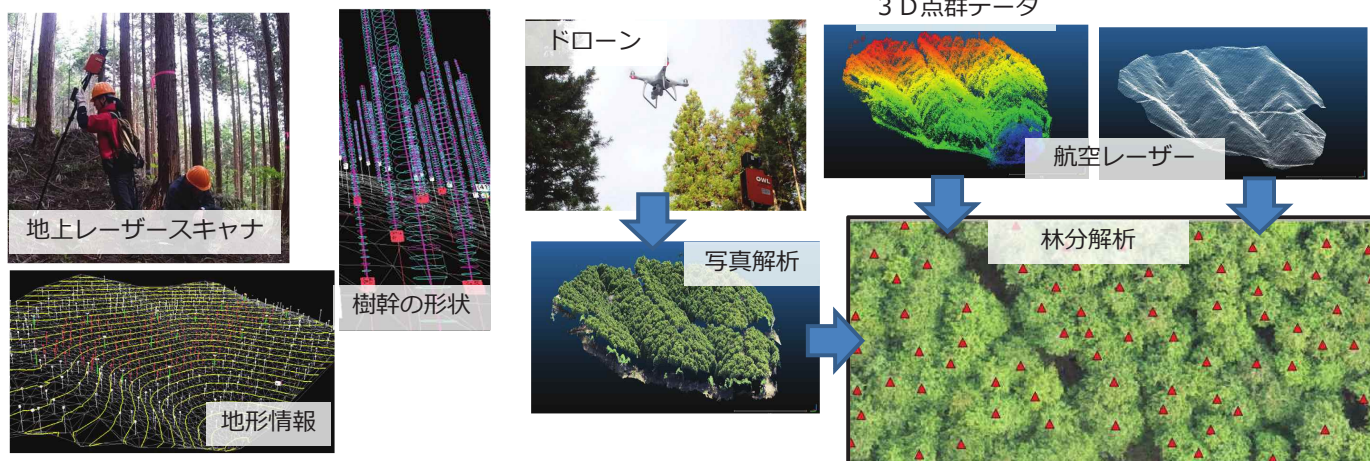 地上レーザースキャナ
樹幹の形状
地形情報
ドローン
OWL
写真解析
3D点群データ
航空レーザー
林分解析